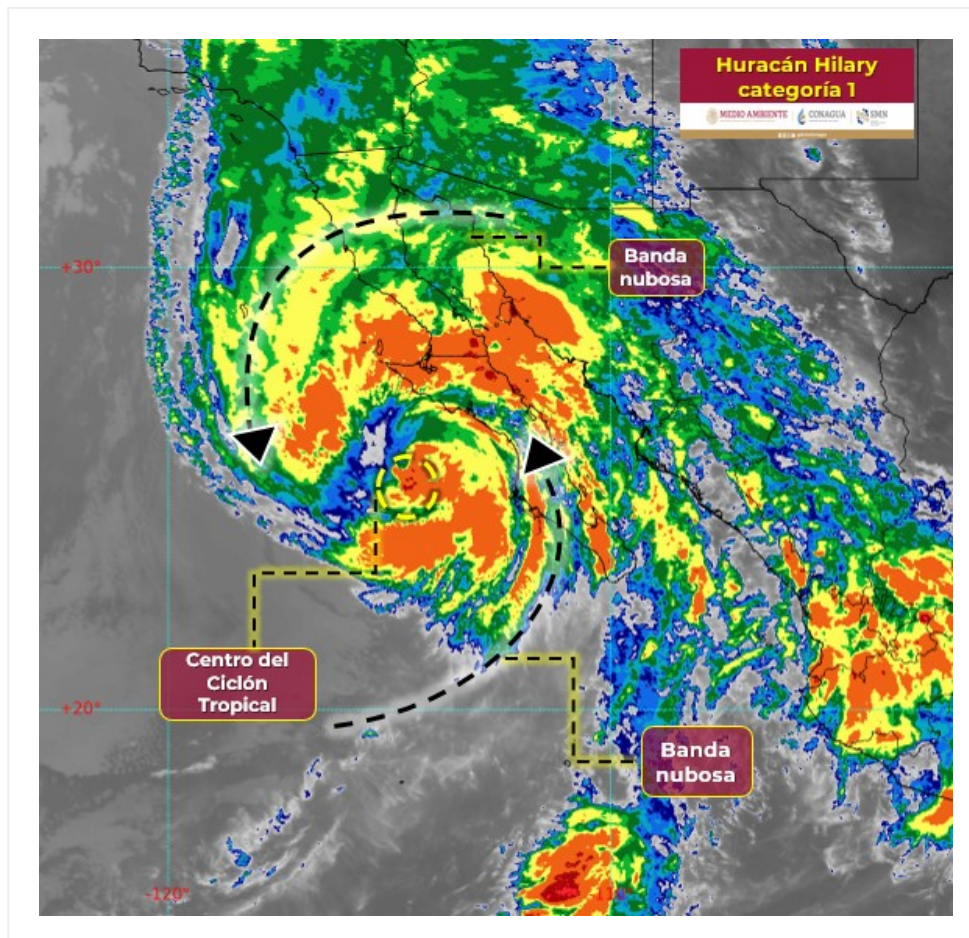 Huracán Hilary
categoría 1
MEDIO AMBIENTE
CONAGUA
SMN
Banda
nubosa
+30°
Centro del
Ciclón
Tropical
+20°
Banda
nubosa
-120°
-110°